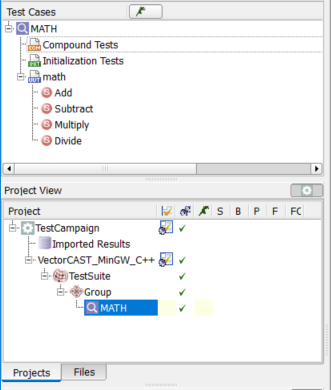 Test Cases
MATH
Compound Tests
Initialization Tests
math
Add
Subtract
Multiply
Divide
Project View
Project S B P F FC
TestCampaign
Imported Results
VectorCAST_MinGW_C++
TestSuite
Group
MATH
Projects Files